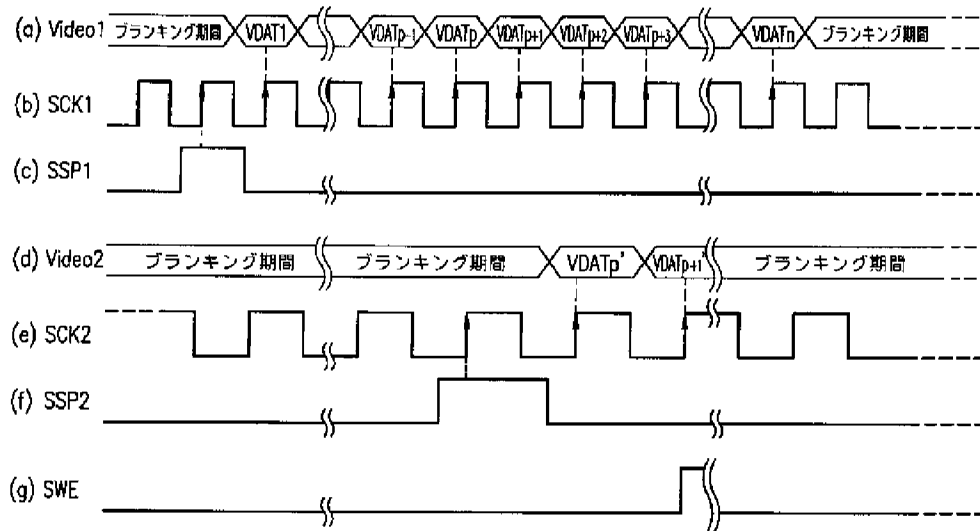 (a) Video1 ブランキング期間 VDAT1 VDATp-1 VDATp VDATp+1 VDATp+2 VDATp+3 VDATn ブランキング期間
(b) SCK1
(c) SSP1
(d) Video2 ブランキング期間 ブランキング期間 VDATp' VDATp+1' ブランキング期間
(e) SCK2
(f) SSP2
(g) SWE